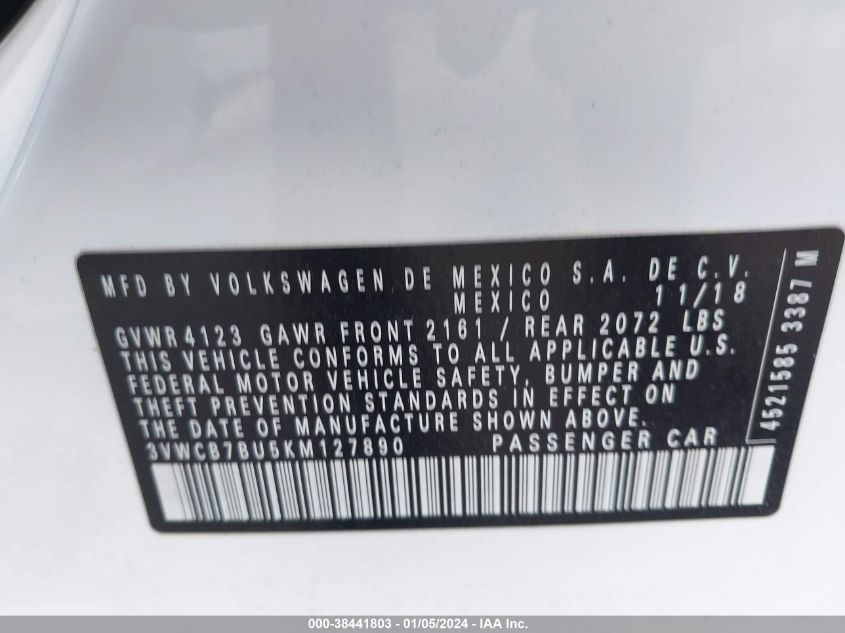 MFD BY VOLKSWAGEN DE MEXICO S.A. DE C.V.
MEXICO 11/18
GVWR 4123 GAWR FRONT 2161 / REAR 2072 LBS
THIS VEHICLE CONFORMS TO ALL APPLICABLE U.S.
FEDERAL MOTOR VEHICLE SAFETY, BUMPER AND
THEFT PREVENTION STANDARDS IN EFFECT ON
THE DATE OF MANUFACTURE SHOWN ABOVE.
3VWCB7BU5KM127890 PASSENGER CAR
4521585 3387 M
000-38441803 - 01/05/2024 - IAA Inc.